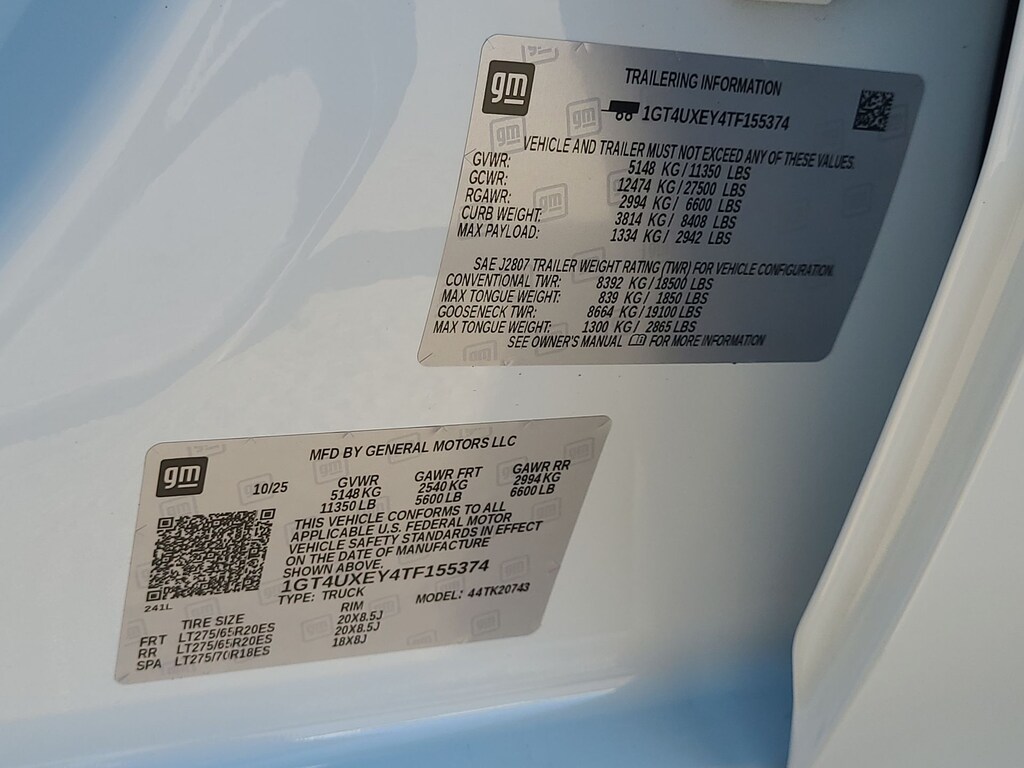 gm
TRAILERING INFORMATION
1GT4UXEY4TF155374
VEHICLE AND TRAILER MUST NOT EXCEED ANY OF THESE VALUES.
GVWR: 5148 KG / 11350 LBS
GCWR: 12474 KG / 27500 LBS
RGAWR: 2994 KG / 6600 LBS
CURB WEIGHT: 3814 KG / 8408 LBS
MAX PAYLOAD: 1334 KG / 2942 LBS
SAE J2807 TRAILER WEIGHT RATING (TWR) FOR VEHICLE CONFIGURATION.
CONVENTIONAL TWR: 8392 KG / 18500 LBS
MAX TONGUE WEIGHT: 839 KG / 1850 LBS
GOOSENECK TWR: 8664 KG / 19100 LBS
MAX TONGUE WEIGHT: 1300 KG / 2865 LBS
SEE OWNER'S MANUAL FOR MORE INFORMATION
gm
MFD BY GENERAL MOTORS LLC
10/25 GVWR GAWR FRT GAWR RR
5148 KG 2540 KG 2994 KG
11350 LB 5600 LB 6600 LB
THIS VEHICLE CONFORMS TO ALL
APPLICABLE U.S. FEDERAL MOTOR
VEHICLE SAFETY STANDARDS IN EFFECT
ON THE DATE OF MANUFACTURE
SHOWN ABOVE.
1GT4UXEY4TF155374
TYPE: TRUCK MODEL: 44TK20743
241L
TIRE SIZE RIM
FRT LT275/65R20ES 20X8.5J
RR LT275/65R20ES 20X8.5J
SPA LT275/70R18ES 18X8J